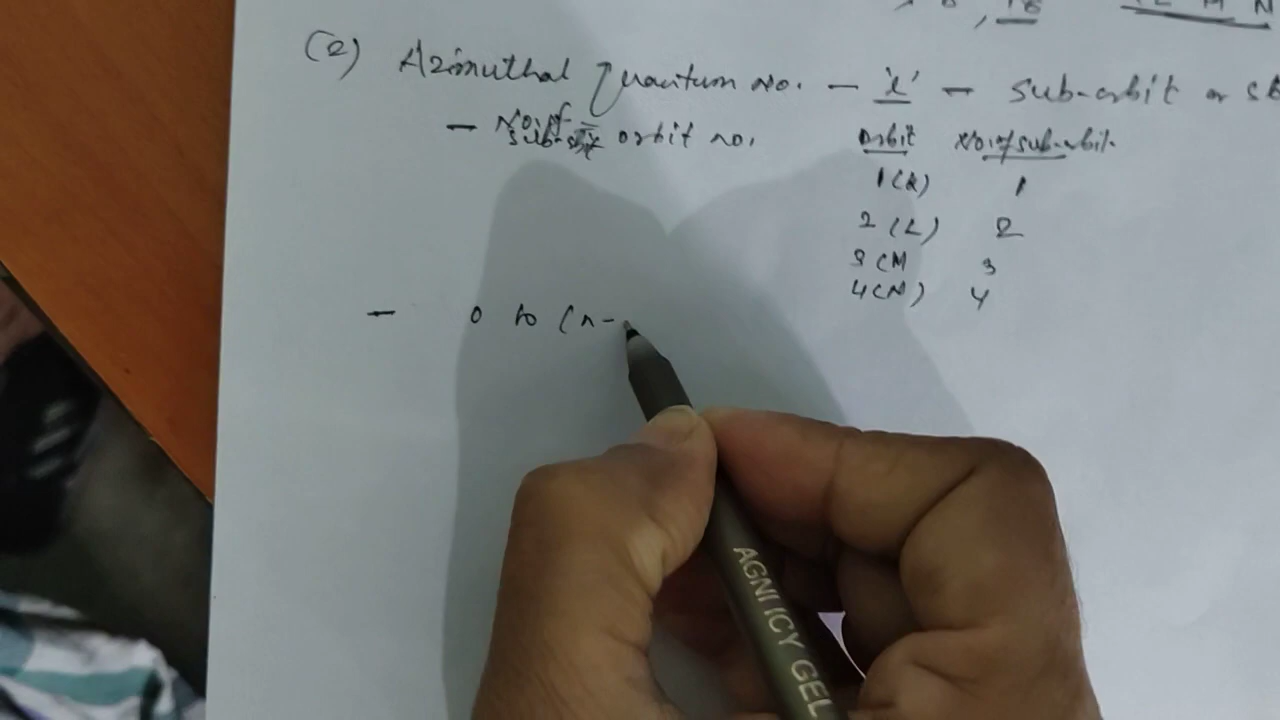 18
(2) Azimuthal Quantum No. — 'l' — sub-orbit or
— No. of sub- orbit no.
orbit No. of sub-orbit.
1 (K) 1
2 (L) 2
3 (M 3
4 (N) 4
— 0 to (n-
AGNI ICY GEL